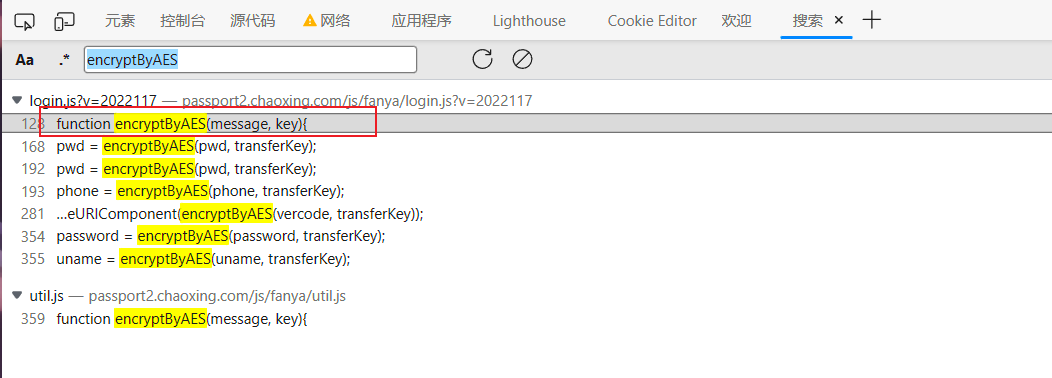 元素 控制台 源代码 网络 应用程序 Lighthouse Cookie Editor 欢迎 搜索 ✕ +
Aa .* encryptByAES
login.js?v=2022117 — passport2.chaoxing.com/js/fanya/login.js?v=2022117
128 function encryptByAES(message, key){
168 pwd = encryptByAES(pwd, transferKey);
192 pwd = encryptByAES(pwd, transferKey);
193 phone = encryptByAES(phone, transferKey);
281 ...eURIComponent(encryptByAES(vercode, transferKey));
354 password = encryptByAES(password, transferKey);
355 uname = encryptByAES(uname, transferKey);
util.js — passport2.chaoxing.com/js/fanya/util.js
359 function encryptByAES(message, key){